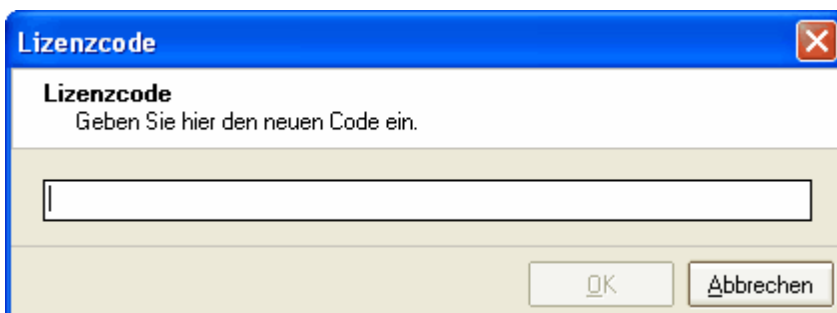 Lizenzcode
Lizenzcode
Geben Sie hier den neuen Code ein.
OK
Abbrechen